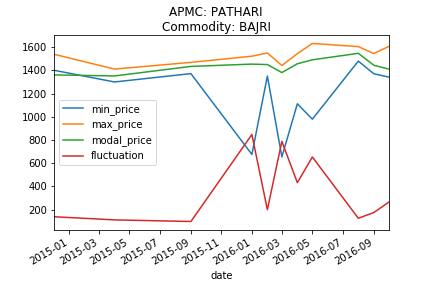 APMC: PATHARI
Commodity: BAJRI
1600
1400
1200
1000
800
600
400
200
min_price
max_price
modal_price
fluctuation
2015-01
2015-03
2015-05
2015-07
2015-09
2015-11
2016-01
2016-03
2016-05
2016-07
2016-09
date